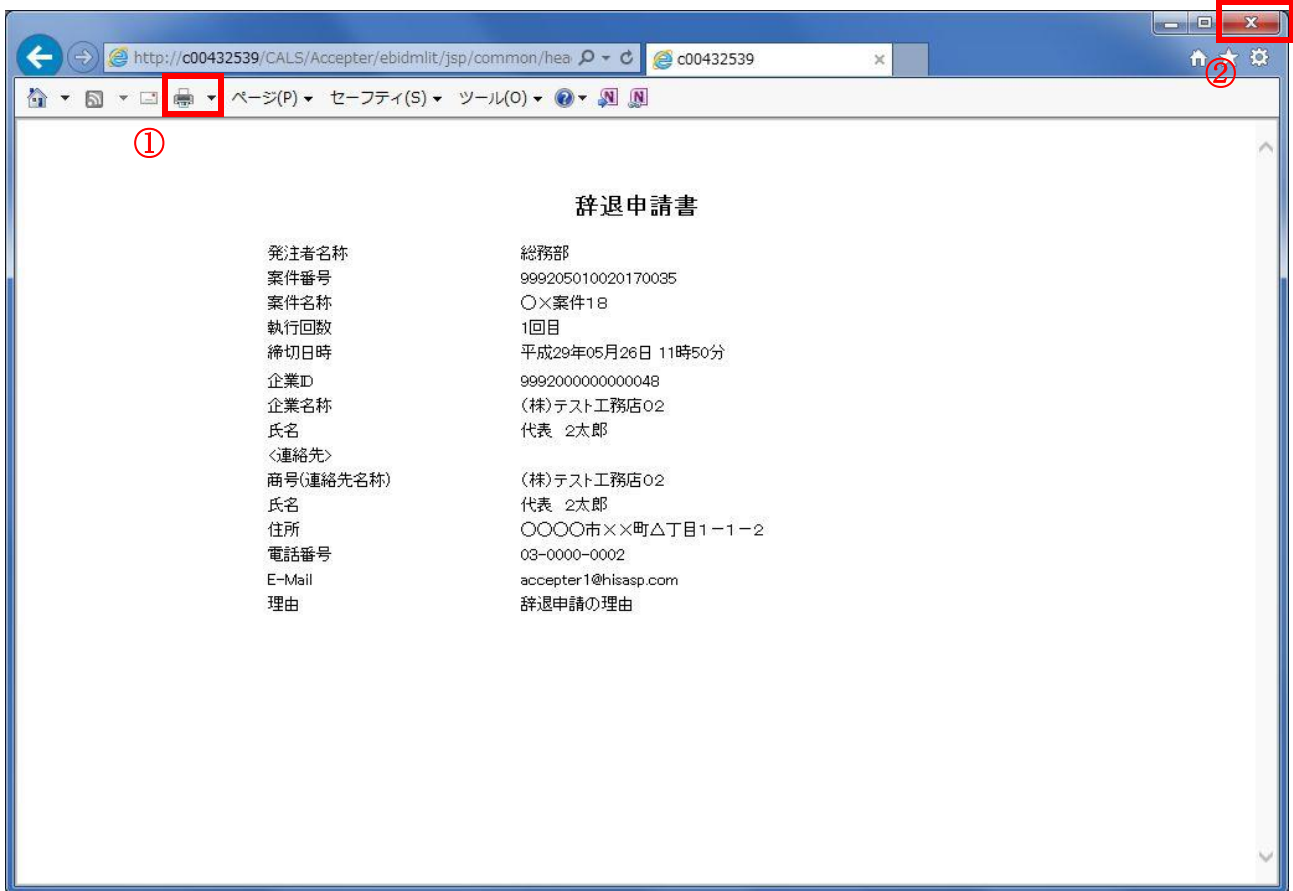 ②
http://c00432539/CALS/Accepter/ebidmlit/jsp/common/hea c00432539
ページ(P) セーフティ(S) ツール(O)
①
辞退申請書
発注者名称 総務部
案件番号 999205010020170035
案件名称 ○×案件18
執行回数 1回目
締切日時 平成29年05月26日 11時50分
企業ID 9992000000000048
企業名称 (株)テスト工務店02
氏名 代表 2太郎
<連絡先>
商号(連絡先名称) (株)テスト工務店02
氏名 代表 2太郎
住所 ○○○○市××町△丁目1-1-2
電話番号 03-0000-0002
E-Mail accepter1@hisasp.com
理由 辞退申請の理由